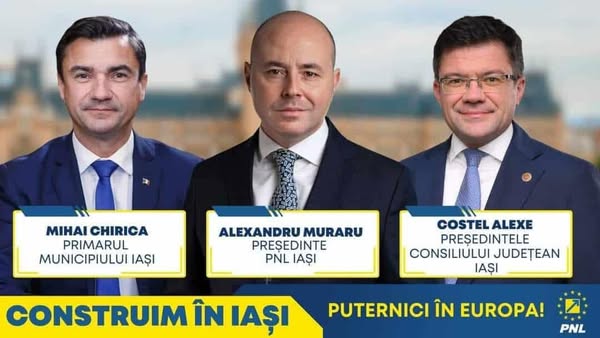 MIHAI CHIRICA
PRIMARUL
MUNICIPIULUI IAȘI
ALEXANDRU MURARU
PREȘEDINTE
PNL IAȘI
COSTEL ALEXE
PREȘEDINTELE
CONSILIULUI JUDEȚEAN
IAȘI
CONSTRUIM ÎN IAȘI
PUTERNICI ÎN EUROPA!
PNL